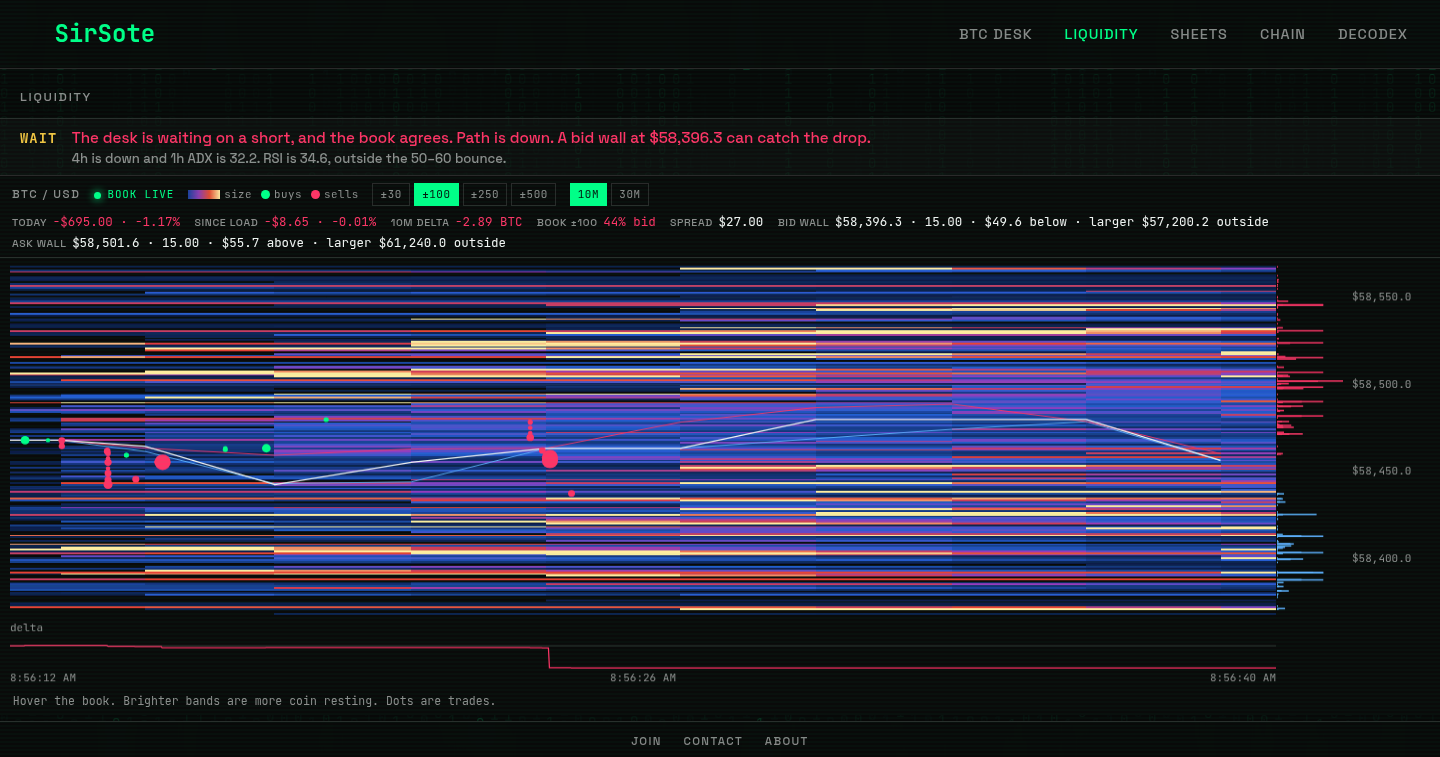 SirSote
BTC DESK LIQUIDITY SHEETS CHAIN DECODEX
LIQUIDITY
WAIT The desk is waiting on a short, and the book agrees. Path is down. A bid wall at $58,396.3 can catch the drop.
4h is down and 1h ADX is 32.2. RSI is 34.6, outside the 50–60 bounce.
BTC / USD BOOK LIVE size buys sells ±30 ±100 ±250 ±500 10M 30M
TODAY -$695.00 · -1.17% SINCE LOAD -$8.65 · -0.01% 10M DELTA -2.89 BTC BOOK ±100 44% bid SPREAD $27.00 BID WALL $58,396.3 · 15.00 · $49.6 below · larger $57,200.2 outside
ASK WALL $58,501.6 · 15.00 · $55.7 above · larger $61,240.0 outside
$58,550.0
$58,500.0
$58,450.0
$58,400.0
delta
8:56:12 AM 8:56:26 AM 8:56:40 AM
Hover the book. Brighter bands are more coin resting. Dots are trades.
JOIN CONTACT ABOUT